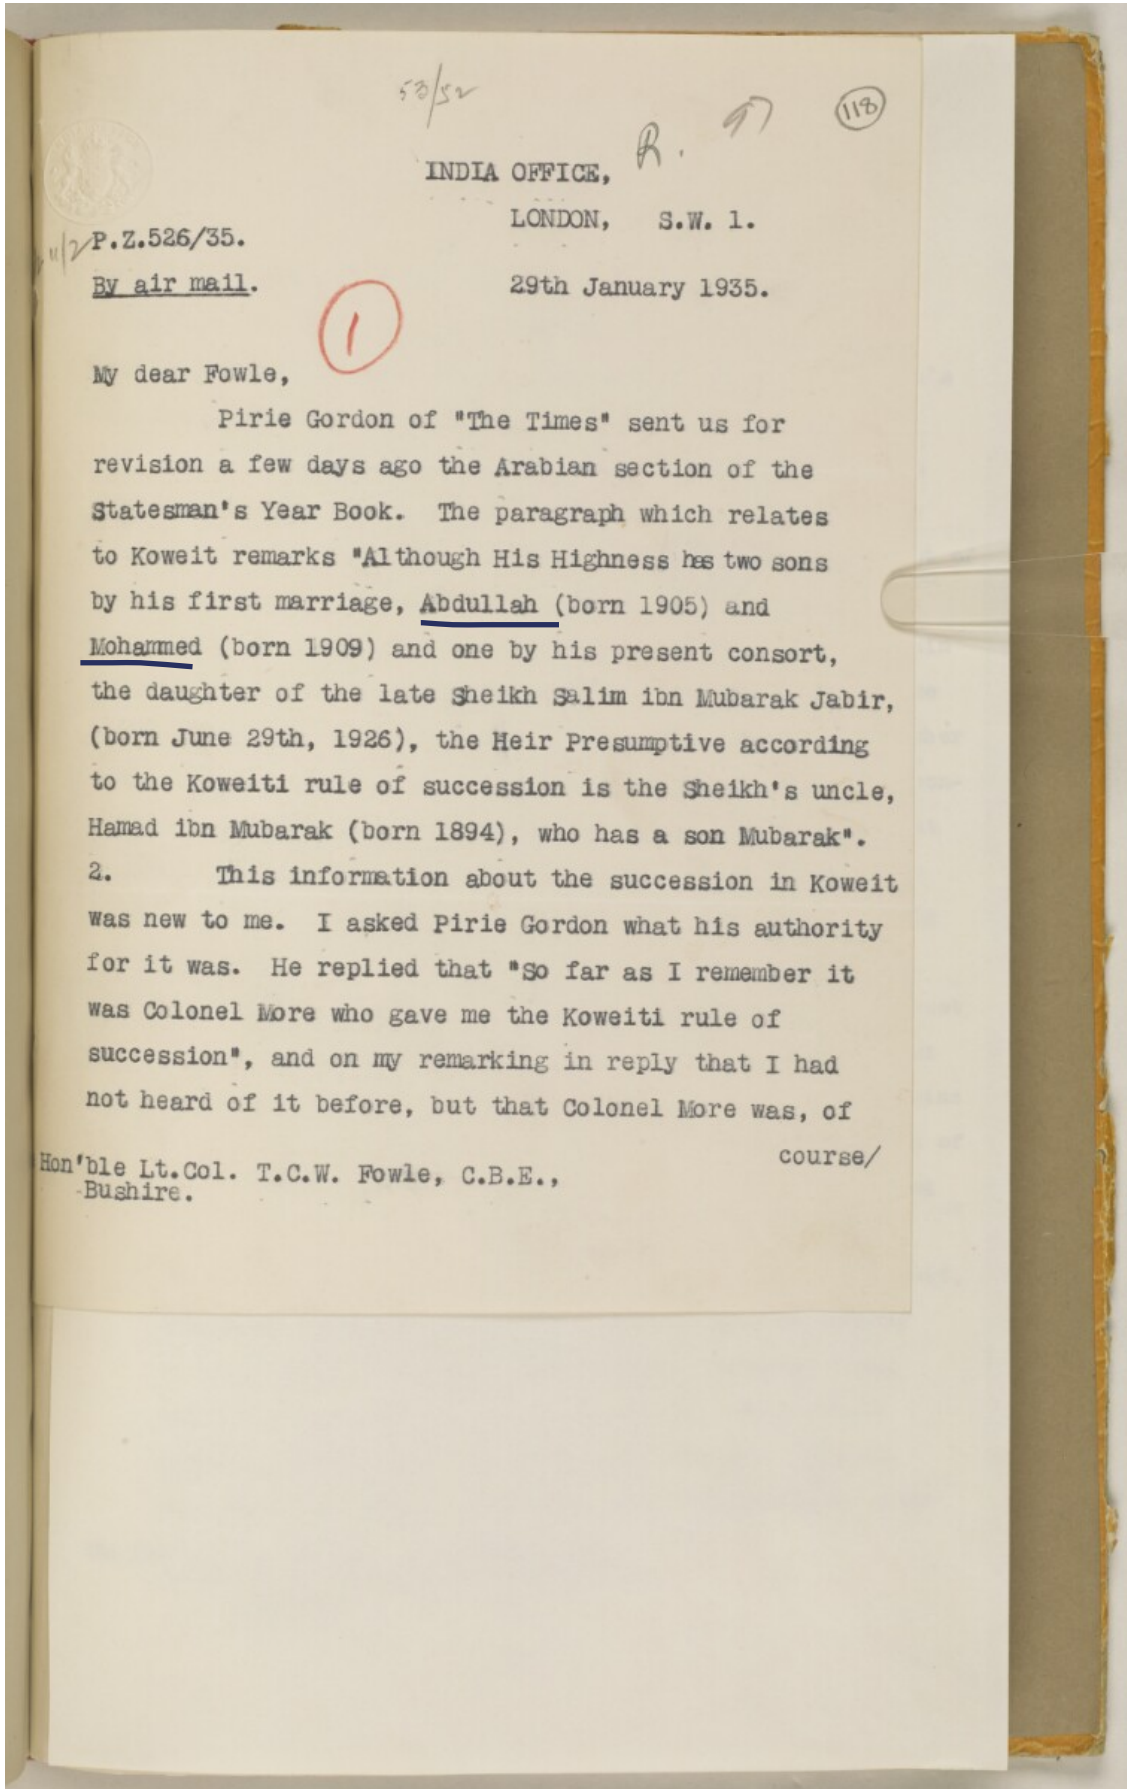 53/52
118
R.
INDIA OFFICE,
LONDON, S.W. 1.
P.Z.526/35.
11/2
By air mail.
29th January 1935.
1
My dear Fowle,
Pirie Gordon of "The Times" sent us for
revision a few days ago the Arabian section of the
Statesman's Year Book. The paragraph which relates
to Koweit remarks "Although His Highness has two sons
by his first marriage, Abdullah (born 1905) and
Mohammed (born 1909) and one by his present consort,
the daughter of the late Sheikh Salim ibn Mubarak Jabir,
(born June 29th, 1926), the Heir Presumptive according
to the Koweiti rule of succession is the Sheikh's uncle,
Hamad ibn Mubarak (born 1894), who has a son Mubarak".
2. This information about the succession in Koweit
was new to me. I asked Pirie Gordon what his authority
for it was. He replied that "So far as I remember it
was Colonel More who gave me the Koweiti rule of
succession", and on my remarking in reply that I had
not heard of it before, but that Colonel More was, of
course/
Hon'ble Lt.Col. T.C.W. Fowle, C.B.E.,
Bushire.